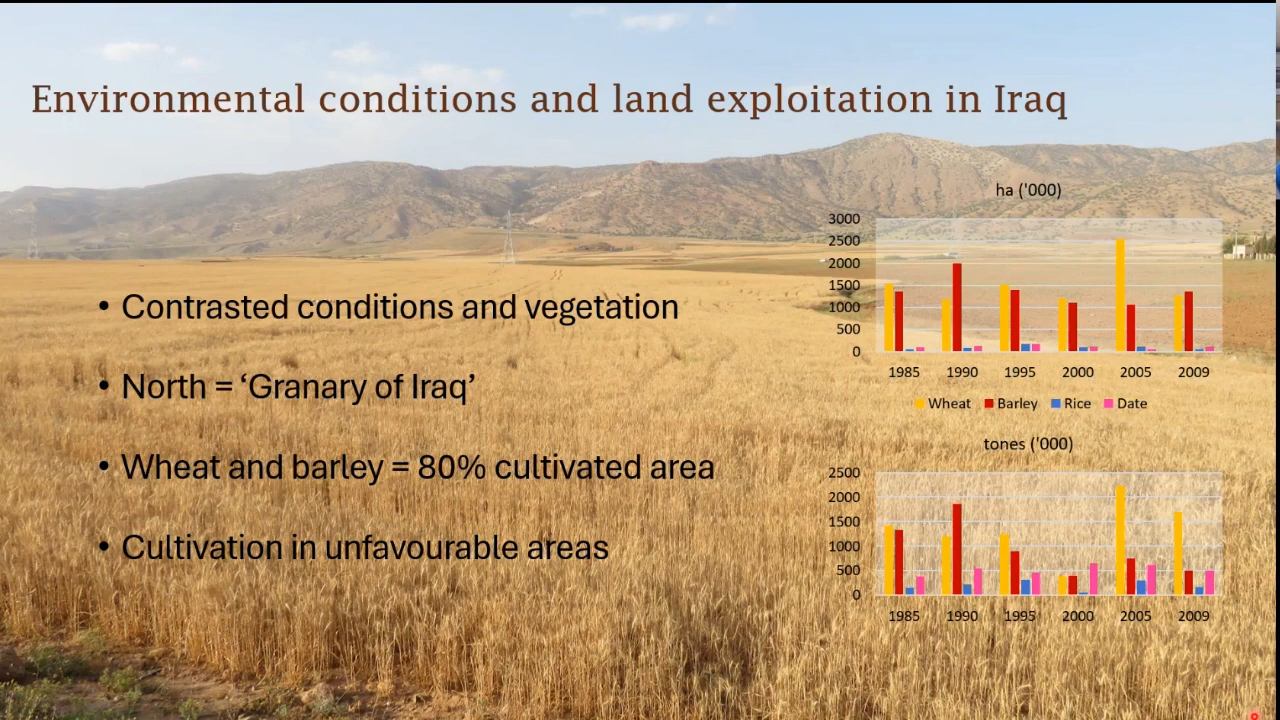 Environmental conditions and land exploitation in Iraq
• Contrasted conditions and vegetation
• North = ‘Granary of Iraq’
• Wheat and barley = 80% cultivated area
• Cultivation in unfavourable areas
ha ('000)
3000
2500
2000
1500
1000
500
0
1985 1990 1995 2000 2005 2009
Wheat Barley Rice Date
tones ('000)
2500
2000
1500
1000
500
0
1985 1990 1995 2000 2005 2009